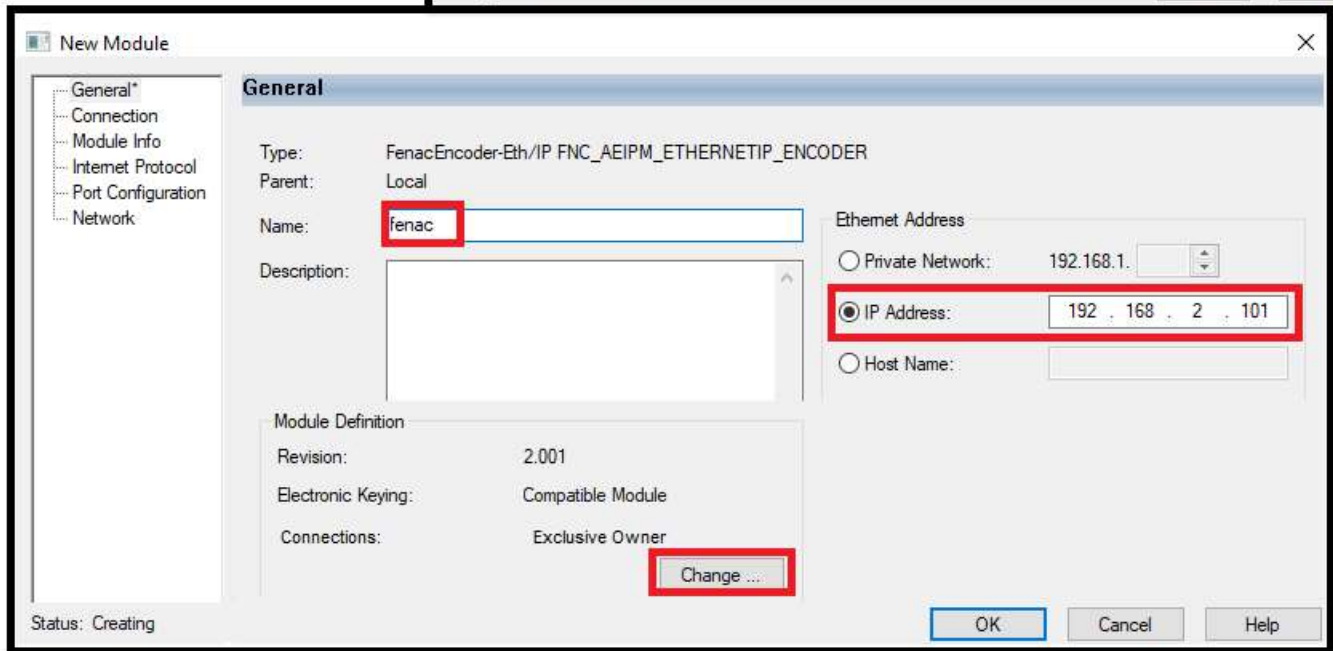 New Module
General*
Connection
Module Info
Internet Protocol
Port Configuration
Network
General
Type: FenacEncoder-Eth/IP FNC_AEIPM_ETHERNETIP_ENCODER
Parent: Local
Name: fenac
Description:
Ethernet Address
Private Network: 192.168.1.
IP Address: 192 . 168 . 2 . 101
Host Name:
Module Definition
Revision: 2.001
Electronic Keying: Compatible Module
Connections: Exclusive Owner
Change ...
Status: Creating
OK Cancel Help